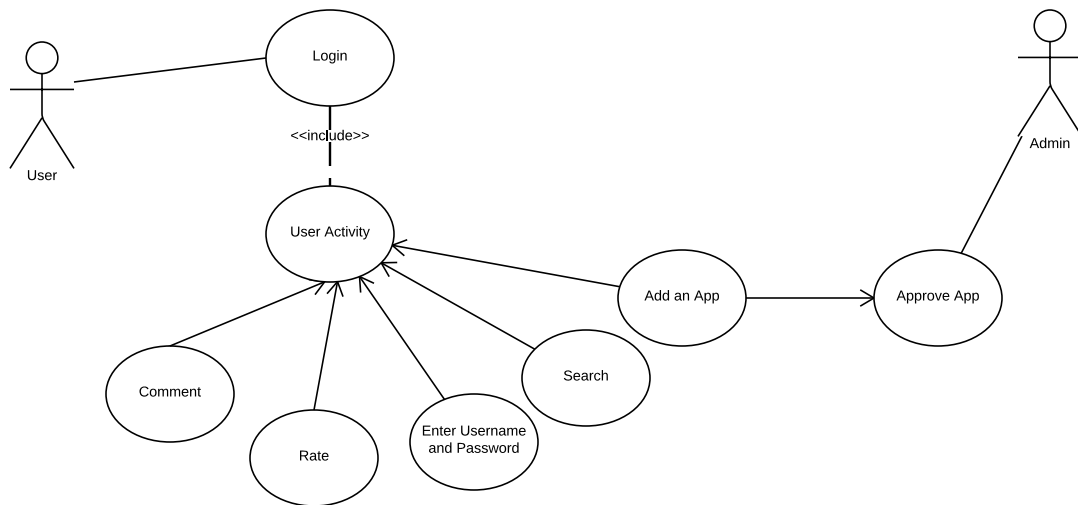 Login
User
<<include>>
Admin
User Activity
Add an App
Approve App
Comment
Search
Enter Username
and Password
Rate